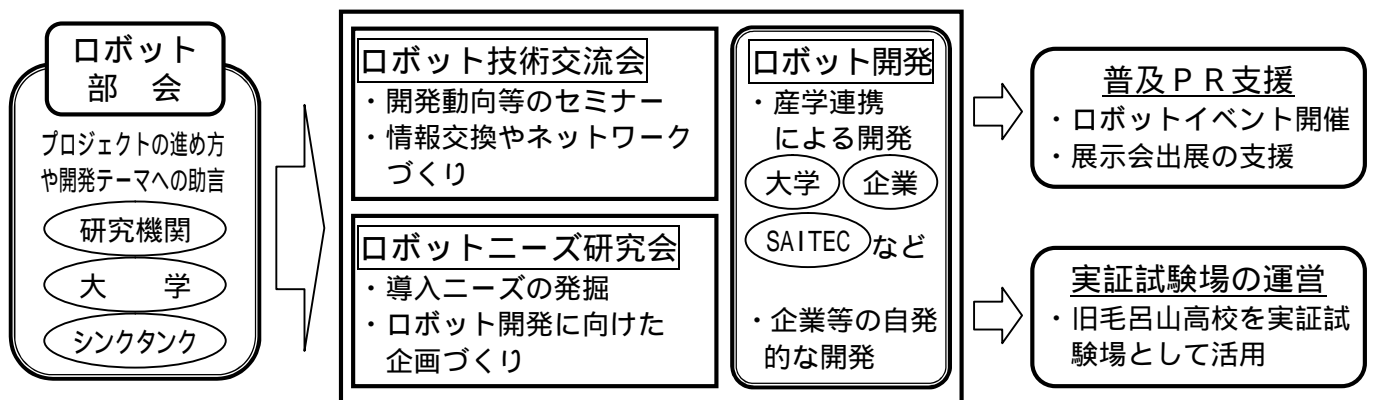 ロボット
部　会
プロジェクトの進め方
や開発テーマへの助言
研究機関
大　　学
シンクタンク
ロボット技術交流会
・開発動向等のセミナー
・情報交換やネットワーク
づくり
ロボットニーズ研究会
・導入ニーズの発掘
・ロボット開発に向けた
企画づくり
ロボット開発
・産学連携
による開発
大学 企業
SAITEC など
・企業等の自発
的な開発
普及ＰＲ支援
・ロボットイベント開催
・展示会出展の支援
実証試験場の運営
・旧毛呂山高校を実証試
験場として活用